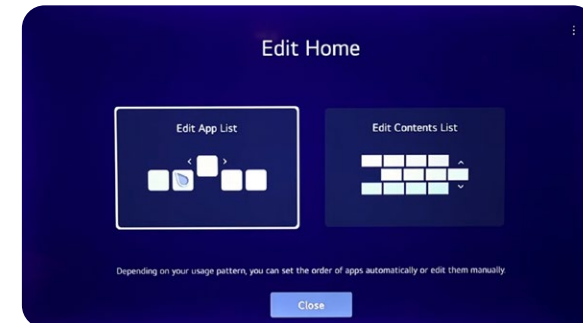 Edit Home
Edit App List
Edit Contents List
Depending on your usage pattern, you can set the order of apps automatically or edit them manually.
Close